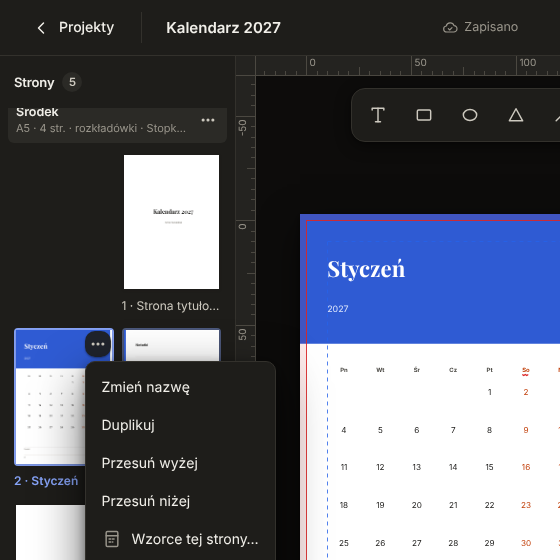 Projekty
Kalendarz 2027
Zapisano
Strony 5
0 50 100
Środek
A5 · 4 str. · rozkładówki · Stopk...
-50
0
50
Kalendarz 2027
1 · Strona tytuło...
Styczeń
2027
Styczeń
2 · Styczeń
Zmień nazwę
Duplikuj
Przesuń wyżej
Przesuń niżej
Wzorce tej strony...
Pn Wt Śr Cz Pt So
1 2
4 5 6 7 8 9
11 12 13 14 15 16
18 19 20 21 22 23
25 26 27 28 29 30